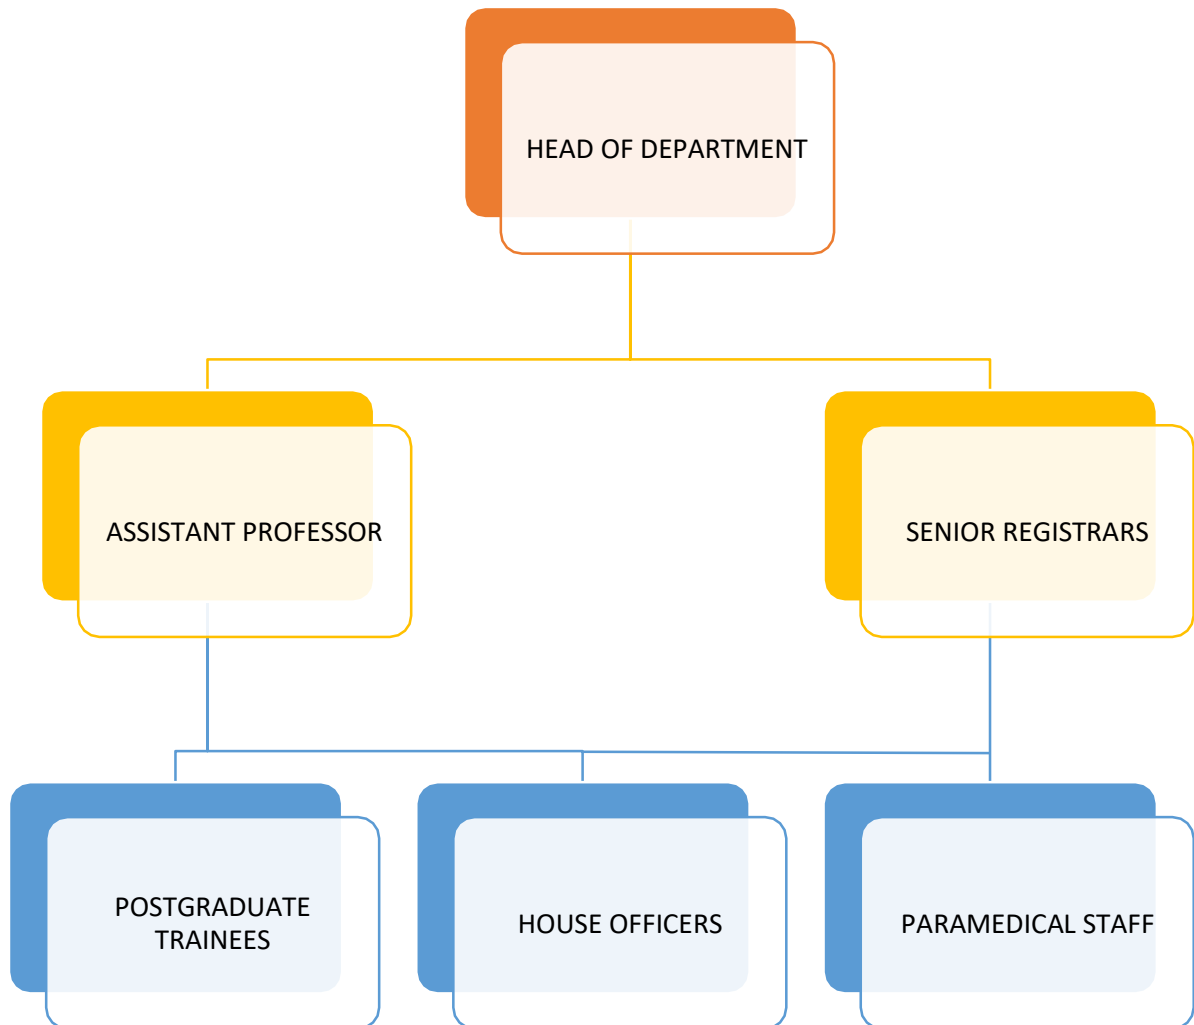 HEAD OF DEPARTMENT
ASSISTANT PROFESSOR
SENIOR REGISTRARS
POSTGRADUATE
TRAINEES
HOUSE OFFICERS
PARAMEDICAL STAFF